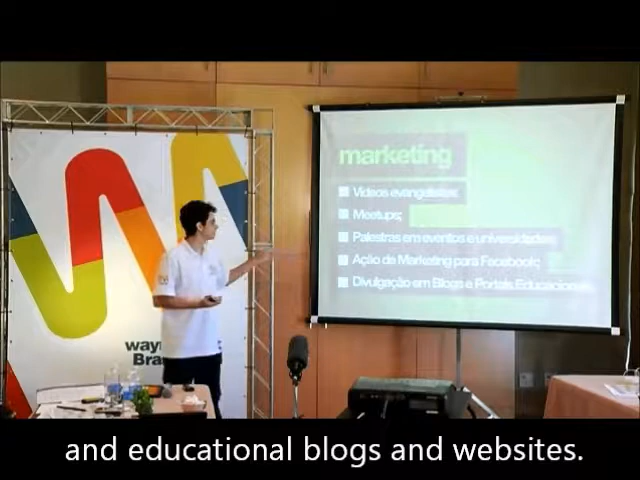 marketing
Vídeos evangelistas;
Meetups;
Palestras em eventos e universidades;
Ação de Marketing para Facebook;
Divulgação em Blogs e Portais
and educational blogs and websites.